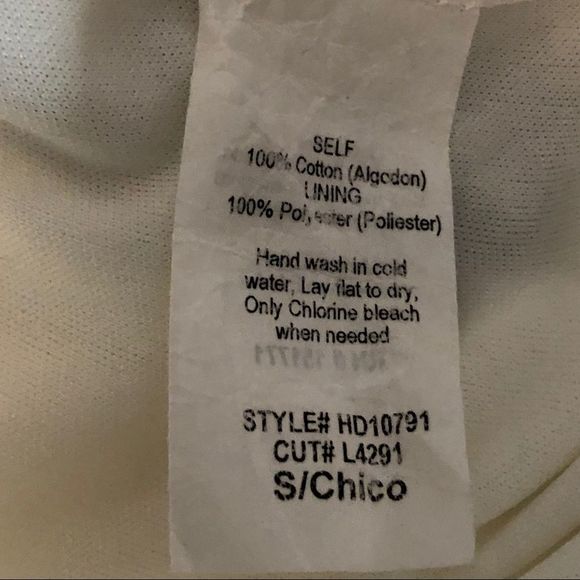 SELF
100% Cotton (Algodon)
LINING
100% Polyester (Poliester)
Hand wash in cold
water, Lay flat to dry,
Only Chlorine bleach
when needed
STYLE# HD10791
CUT# L4291
S/Chico